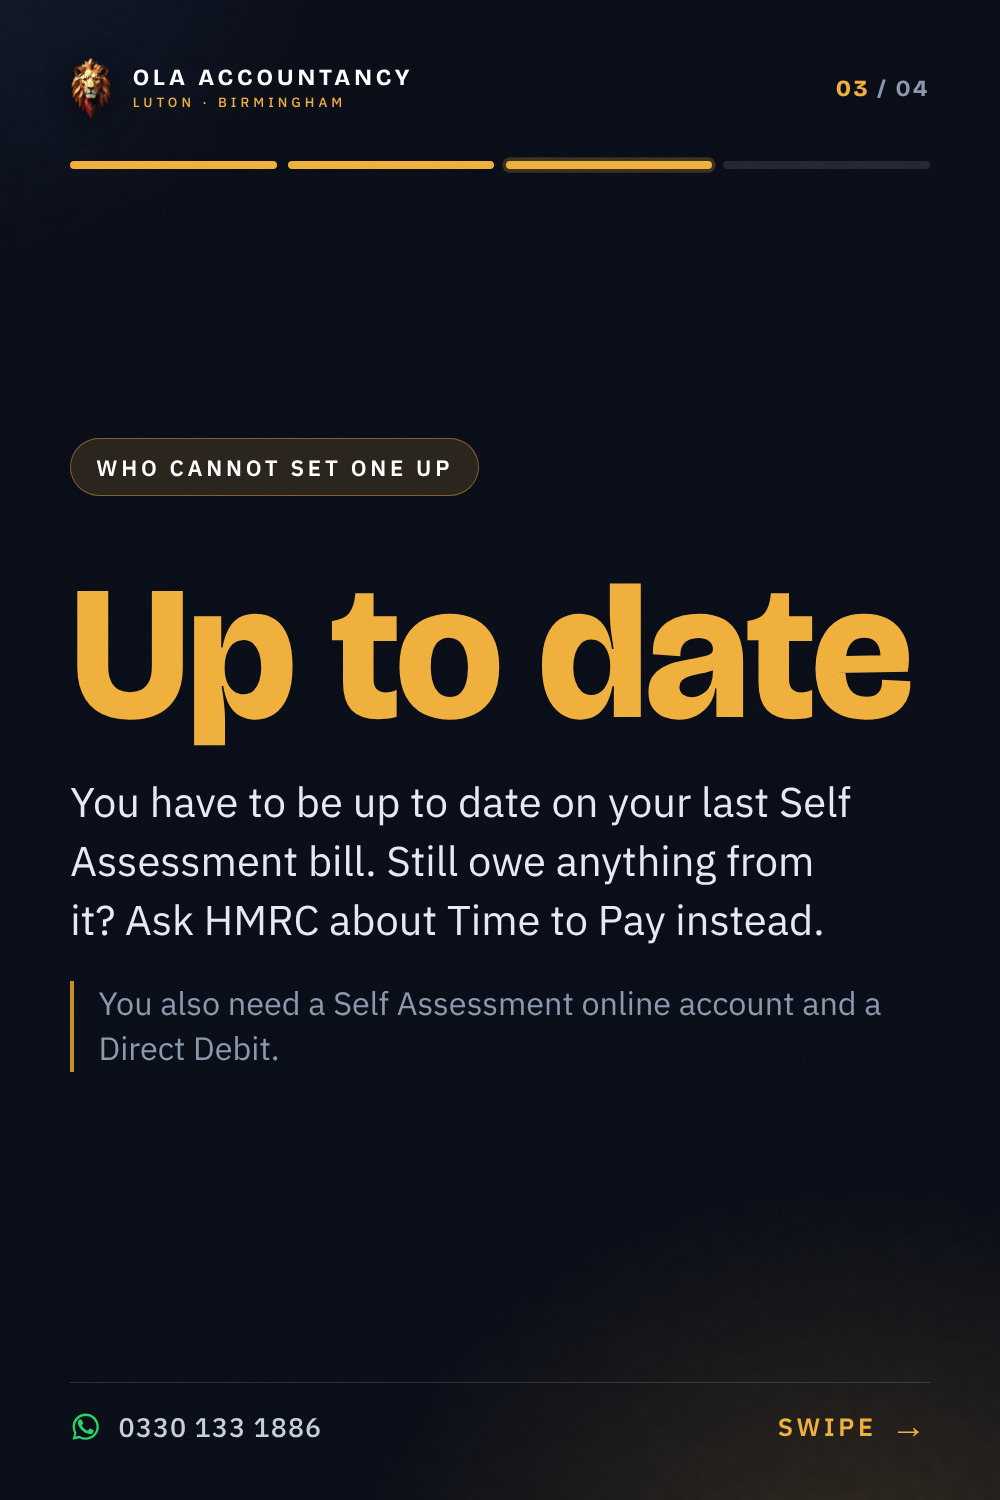 OLA ACCOUNTANCY
LUTON · BIRMINGHAM
03 / 04
WHO CANNOT SET ONE UP
Up to date
You have to be up to date on your last Self
Assessment bill. Still owe anything from
it? Ask HMRC about Time to Pay instead.
You also need a Self Assessment online account and a
Direct Debit.
0330 133 1886
SWIPE →